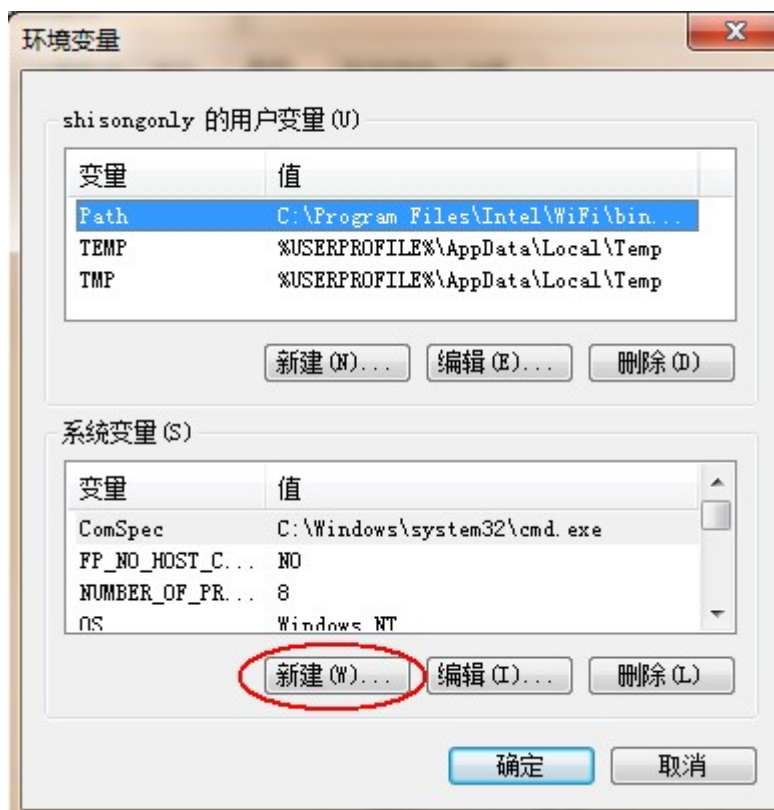 环境变量
shisongonly 的用户变量(U)
变量 值
Path C:\Program Files\Intel\WiFi\bin...
TEMP %USERPROFILE%\AppData\Local\Temp
TMP %USERPROFILE%\AppData\Local\Temp
新建(N)... 编辑(E)... 删除(D)
系统变量(S)
变量 值
ComSpec C:\Windows\system32\cmd.exe
FP_NO_HOST_C... NO
NUMBER_OF_PR... 8
OS Windows_NT
新建(W)... 编辑(I)... 删除(L)
确定 取消